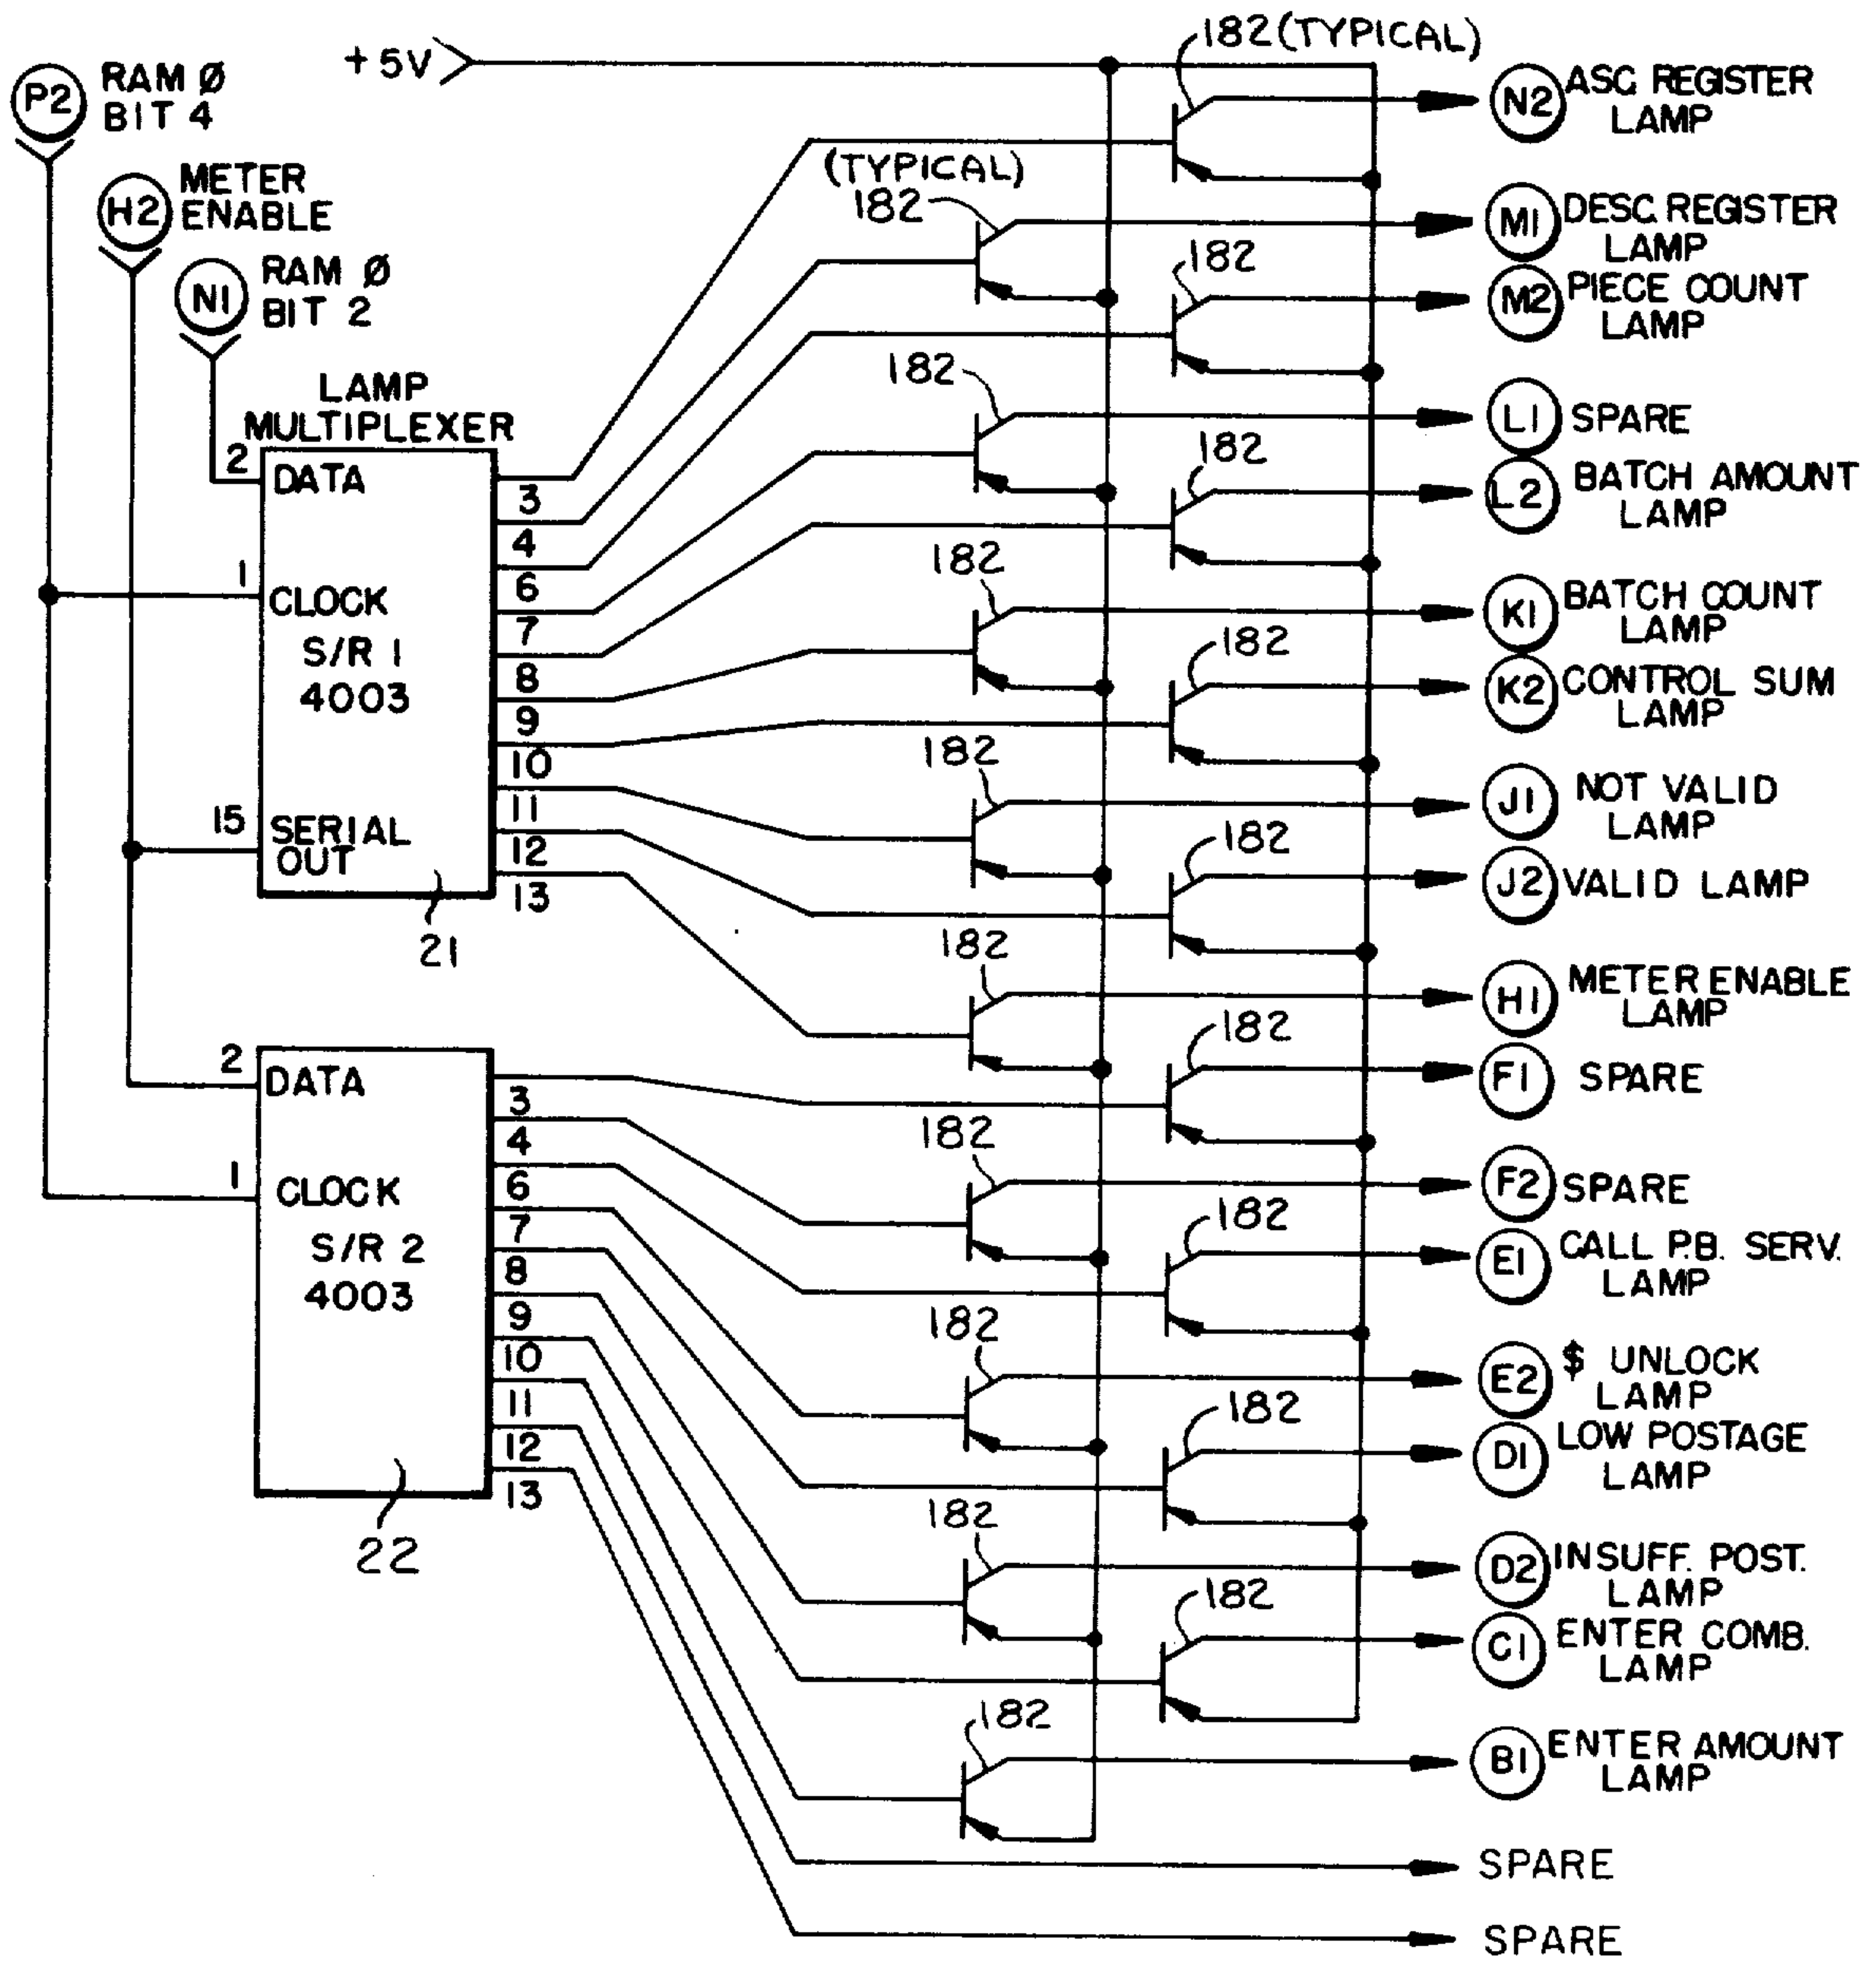 182 (TYPICAL)
+5V
P2 RAM Ø
BIT 4
N2 ASC REGISTER
LAMP
H2 METER
ENABLE
(TYPICAL)
182
M1 DESC. REGISTER
LAMP
N1 RAM Ø
BIT 2
182
M2 PIECE COUNT
LAMP
LAMP
MULTIPLEXER
182
L1 SPARE
182
L2 BATCH AMOUNT
LAMP
2 DATA
1 CLOCK
S/R 1
4003
15 SERIAL
OUT
21
3
4
6
7
8
9
10
11
12
13
182
K1 BATCH COUNT
LAMP
182
K2 CONTROL SUM
LAMP
182
J1 NOT VALID
LAMP
182
J2 VALID LAMP
182
H1 METER ENABLE
LAMP
182
F1 SPARE
2 DATA
1 CLOCK
S/R 2
4003
22
3
4
6
7
8
9
10
11
12
13
182
F2 SPARE
182
E1 CALL P.B. SERV.
LAMP
182
E2 $ UNLOCK
LAMP
182
D1 LOW POSTAGE
LAMP
182
D2 INSUFF. POST.
LAMP
182
C1 ENTER COMB.
LAMP
182
B1 ENTER AMOUNT
LAMP
SPARE
SPARE